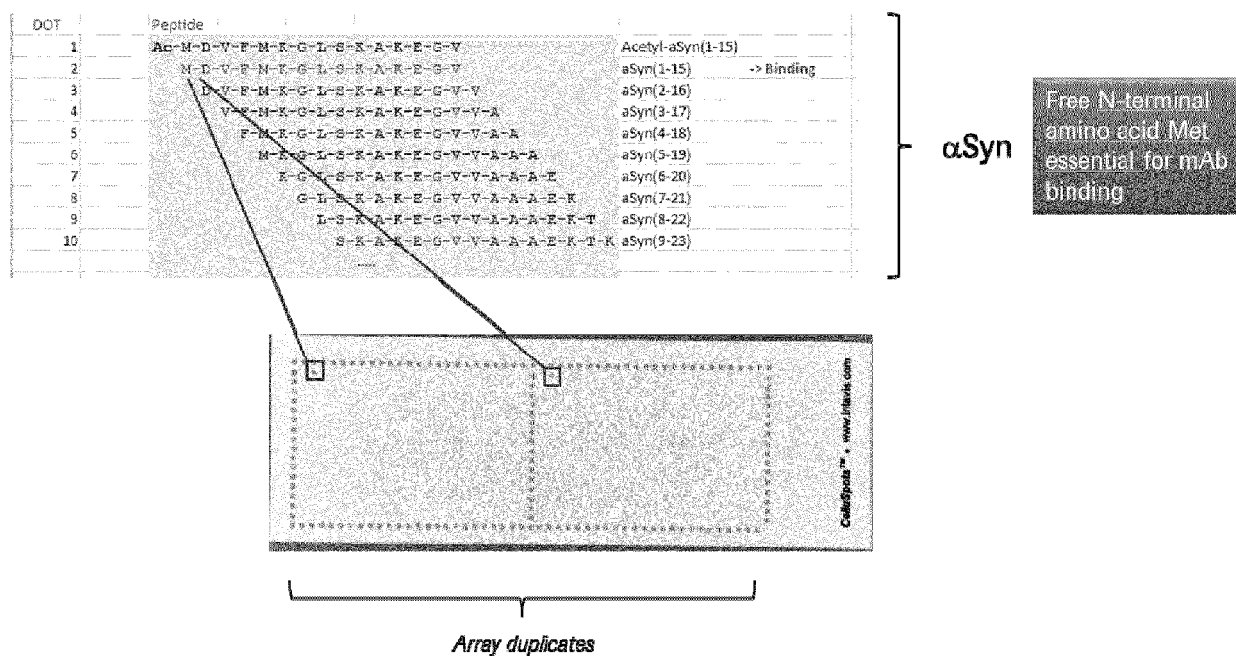 DOT Peptide
1 Ac-M-D-V-F-M-K-G-L-S-K-A-K-E-G-V Acetyl-aSyn(1-15)
2 M-D-V-F-M-K-G-L-S-K-A-K-E-G-V aSyn(1-15) -> Binding
3 D-V-F-M-K-G-L-S-K-A-K-E-G-V-V aSyn(2-16)
4 V-F-M-K-G-L-S-K-A-K-E-G-V-V-A aSyn(3-17)
5 F-M-K-G-L-S-K-A-K-E-G-V-V-A-A aSyn(4-18)
6 M-K-G-L-S-K-A-K-E-G-V-V-A-A-A aSyn(5-19)
7 K-G-L-S-K-A-K-E-G-V-V-A-A-A-E aSyn(6-20)
8 G-L-S-K-A-K-E-G-V-V-A-A-A-E-K aSyn(7-21)
9 L-S-K-A-K-E-G-V-V-A-A-A-E-K-T aSyn(8-22)
10 S-K-A-K-E-G-V-V-A-A-A-E-K-T-K aSyn(9-23)
.....
αSyn
Free N-terminal
amino acid Met
essential for mAb
binding
CelluSpots™ • www.intavis.com
Array duplicates